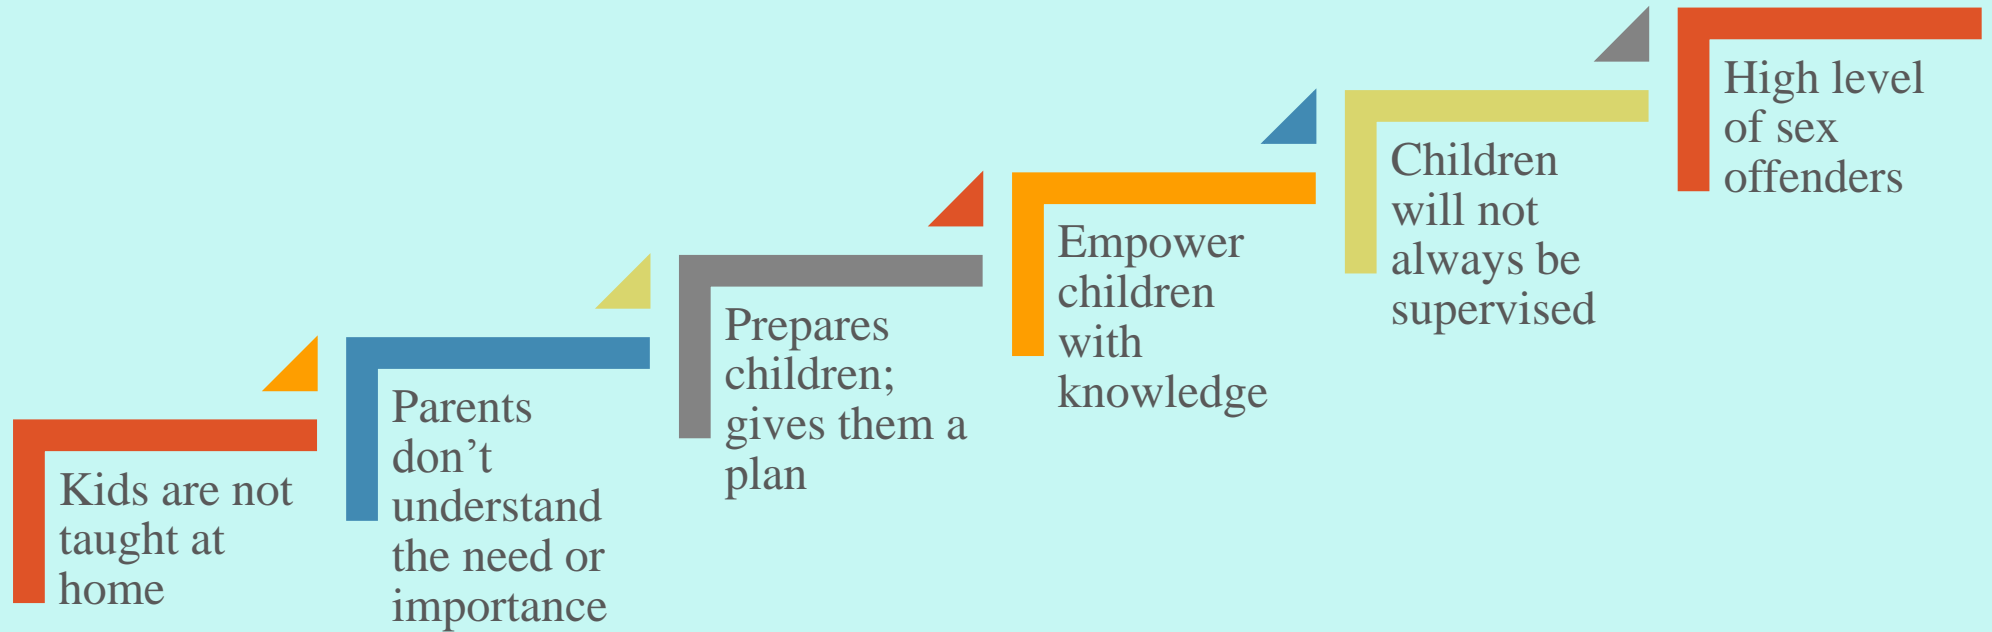 Kids are not
taught at
home
Parents
don’t
understand
the need or
importance
Prepares
children;
gives them a
plan
Empower
children
with
knowledge
Children
will not
always be
supervised
High level
of sex
offenders